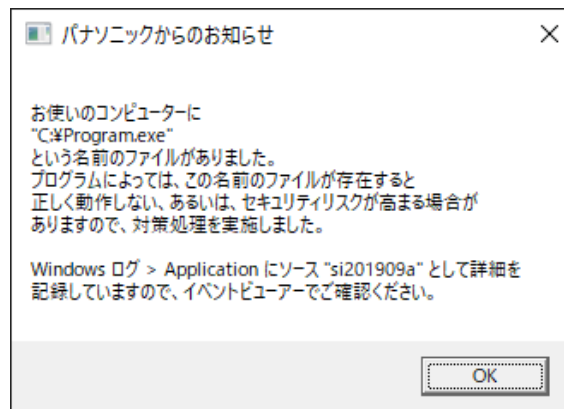 パナソニックからのお知らせ
お使いのコンピューターに
"C:¥Program.exe"
という名前のファイルがありました。
プログラムによっては、この名前のファイルが存在すると
正しく動作しない、あるいは、セキュリティリスクが高まる場合が
ありますので、対策処理を実施しました。
Windows ログ > Application にソース "si201909a" として詳細を
記録していますので、イベントビューアーでご確認ください。
OK